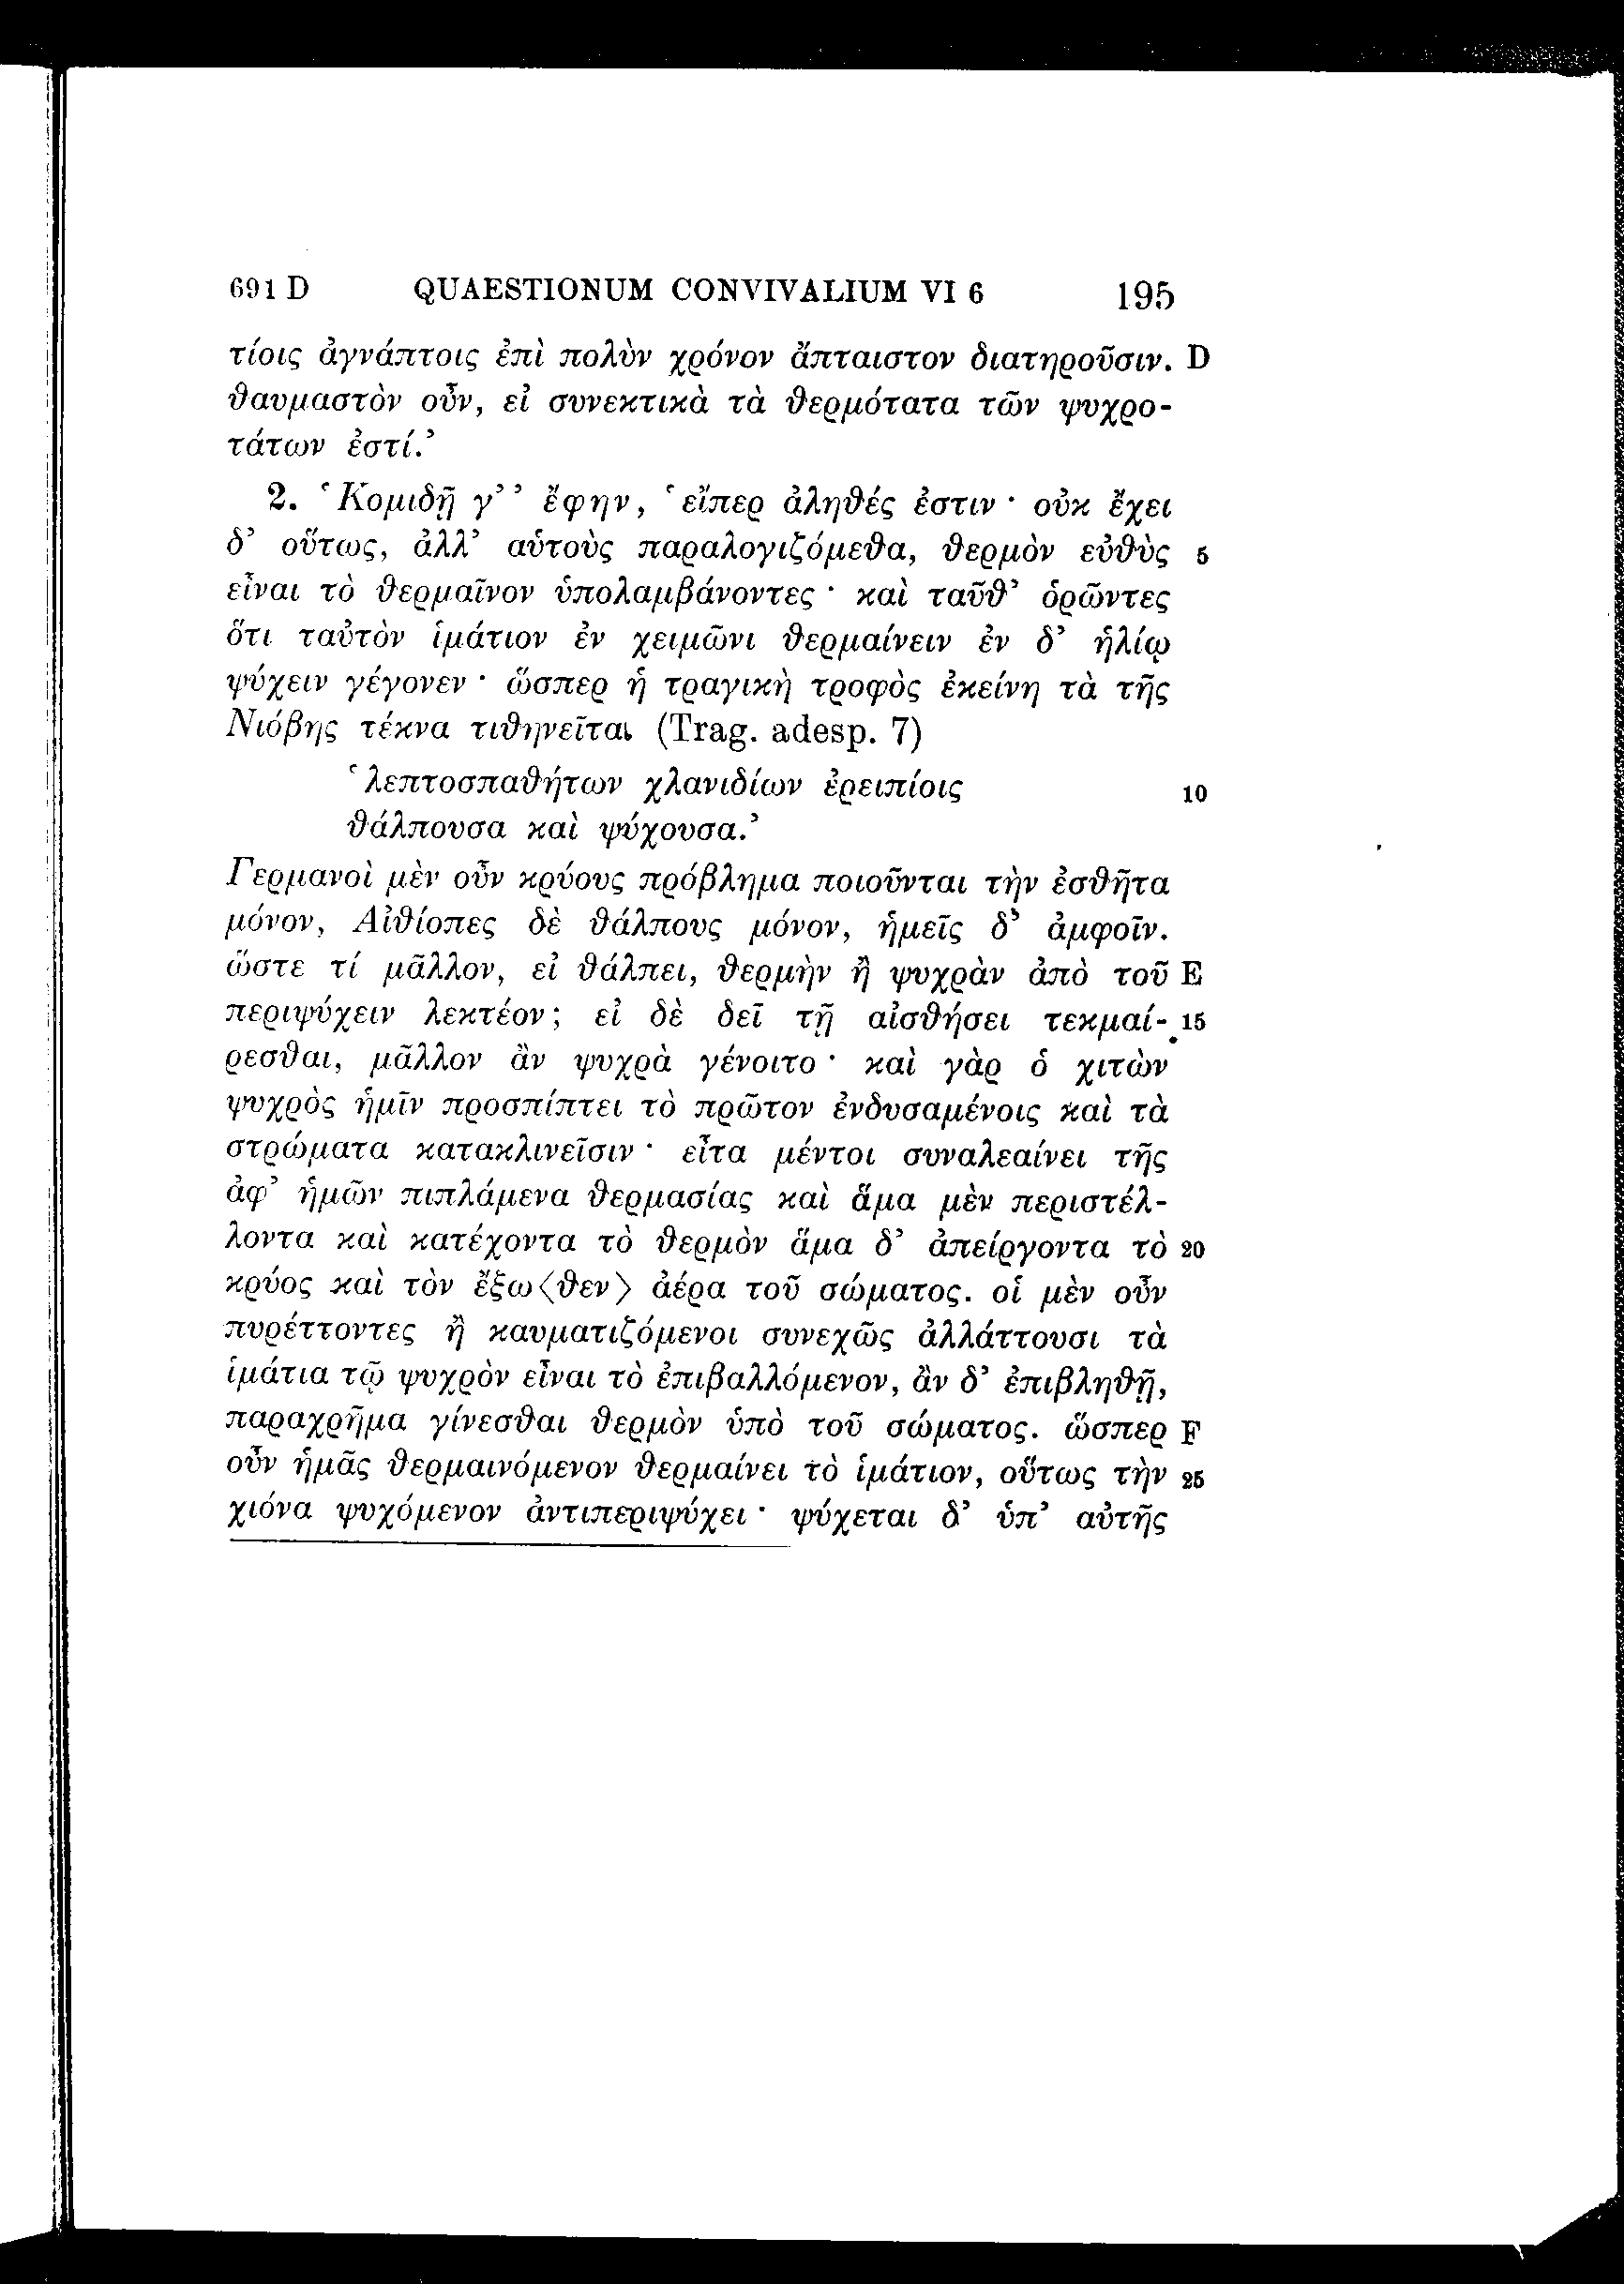 691 D QUAESTIONUM CONVIVALIUM VI 6 195
τίοις ἀγνάπτοις ἐπὶ πολὺν χρόνον ἄπταιστον διατηροῦσιν. D
θαυμαστὸν οὖν, εἰ συνεκτικὰ τὰ θερμότατα τῶν ψυχρο-
τάτων ἐστί.’
2. ‘Κομιδῇ γ’’ ἔφην, ‘εἴπερ ἀληθές ἐστιν· οὐκ ἔχει
δ’ οὕτως, ἀλλ’ αὑτοὺς παραλογιζόμεθα, θερμὸν εὐθὺς 5
εἶναι τὸ θερμαῖνον ὑπολαμβάνοντες· καὶ ταῦθ’ ὁρῶντες
ὅτι ταὐτὸν ἱμάτιον ἐν χειμῶνι θερμαίνειν ἐν δ’ ἡλίῳ
ψύχειν γέγονεν· ὥσπερ ἡ τραγικὴ τροφὸς ἐκείνη τὰ τῆς
Νιόβης τέκνα τιθηνεῖται (Trag. adesp. 7)
‘λεπτοσπαθήτων χλανιδίων ἐρειπίοις 10
θάλπουσα καὶ ψύχουσα.’
Γερμανοὶ μὲν οὖν κρύους πρόβλημα ποιοῦνται τὴν ἐσθῆτα
μόνον, Αἰθίοπες δὲ θάλπους μόνον, ἡμεῖς δ’ ἀμφοῖν.
ὥστε τί μᾶλλον, εἰ θάλπει, θερμὴν ἢ ψυχρὰν ἀπὸ τοῦ E
περιψύχειν λεκτέον; εἰ δὲ δεῖ τῇ αἰσθήσει τεκμαί- 15
ρεσθαι, μᾶλλον ἂν ψυχρὰ γένοιτο· καὶ γὰρ ὁ χιτὼν
ψυχρὸς ἡμῖν προσπίπτει τὸ πρῶτον ἐνδυσαμένοις καὶ τὰ
στρώματα κατακλινεῖσιν· εἶτα μέντοι συναλεαίνει τῆς
ἀφ’ ἡμῶν πιπλάμενα θερμασίας καὶ ἅμα μὲν περιστέλ-
λοντα καὶ κατέχοντα τὸ θερμὸν ἅμα δ’ ἀπείργοντα τὸ 20
κρύος καὶ τὸν ἔξω⟨θεν⟩ ἀέρα τοῦ σώματος. οἱ μὲν οὖν
πυρέττοντες ἢ καυματιζόμενοι συνεχῶς ἀλλάττουσι τὰ
ἱμάτια τῷ ψυχρὸν εἶναι τὸ ἐπιβαλλόμενον, ἂν δ’ ἐπιβληθῇ,
παραχρῆμα γίνεσθαι θερμὸν ὑπὸ τοῦ σώματος. ὥσπερ F
οὖν ἡμᾶς θερμαινόμενον θερμαίνει τὸ ἱμάτιον, οὕτως τὴν 25
χιόνα ψυχόμενον ἀντιπεριψύχει· ψύχεται δ’ ὑπ’ αὐτῆς